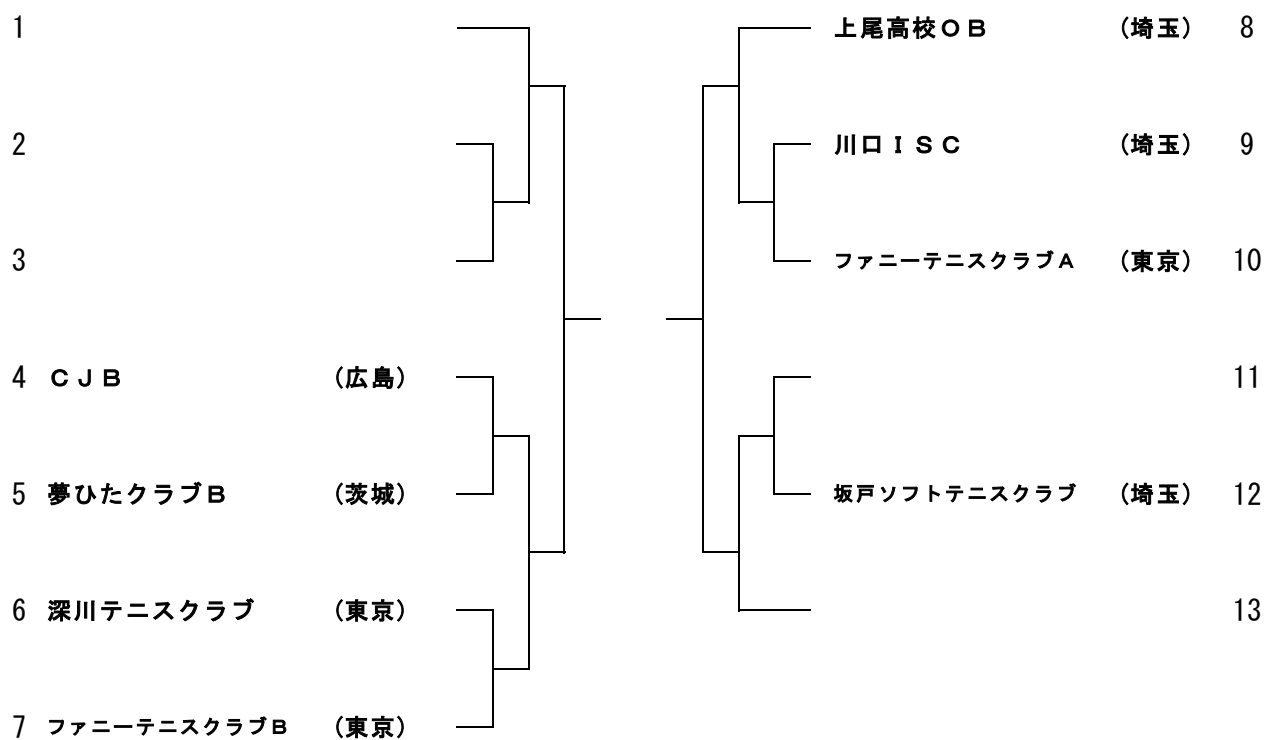 1
2
3
4 ＣＪＢ (広島)
5 夢ひたクラブＢ (茨城)
6 深川テニスクラブ (東京)
7 ファニーテニスクラブＢ (東京)
上尾高校ＯＢ (埼玉) 8
川口ＩＳＣ (埼玉) 9
ファニーテニスクラブＡ (東京) 10
11
坂戸ソフトテニスクラブ (埼玉) 12
13